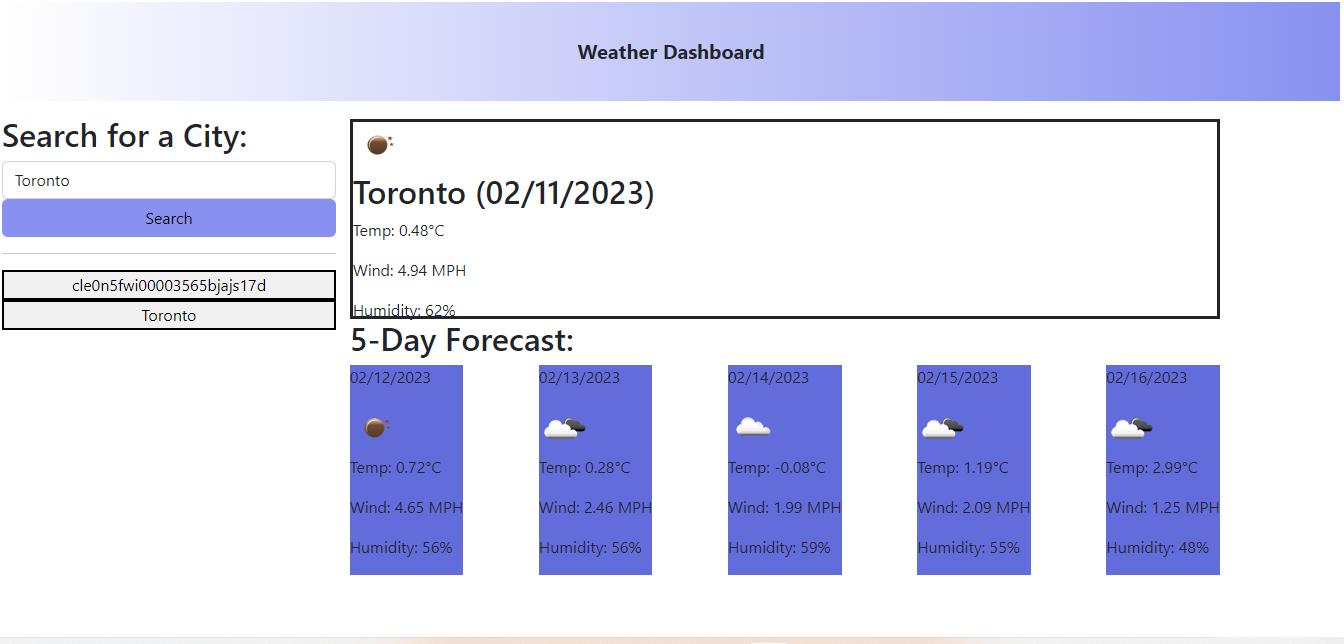 Weather Dashboard
Search for a City:
Toronto
Search
cle0n5fwi00003565bjajs17d
Toronto
Toronto (02/11/2023)
Temp: 0.48°C
Wind: 4.94 MPH
Humidity: 62%
5-Day Forecast:
02/12/2023
Temp: 0.72°C
Wind: 4.65 MPH
Humidity: 56%
02/13/2023
Temp: 0.28°C
Wind: 2.46 MPH
Humidity: 56%
02/14/2023
Temp: -0.08°C
Wind: 1.99 MPH
Humidity: 59%
02/15/2023
Temp: 1.19°C
Wind: 2.09 MPH
Humidity: 55%
02/16/2023
Temp: 2.99°C
Wind: 1.25 MPH
Humidity: 48%